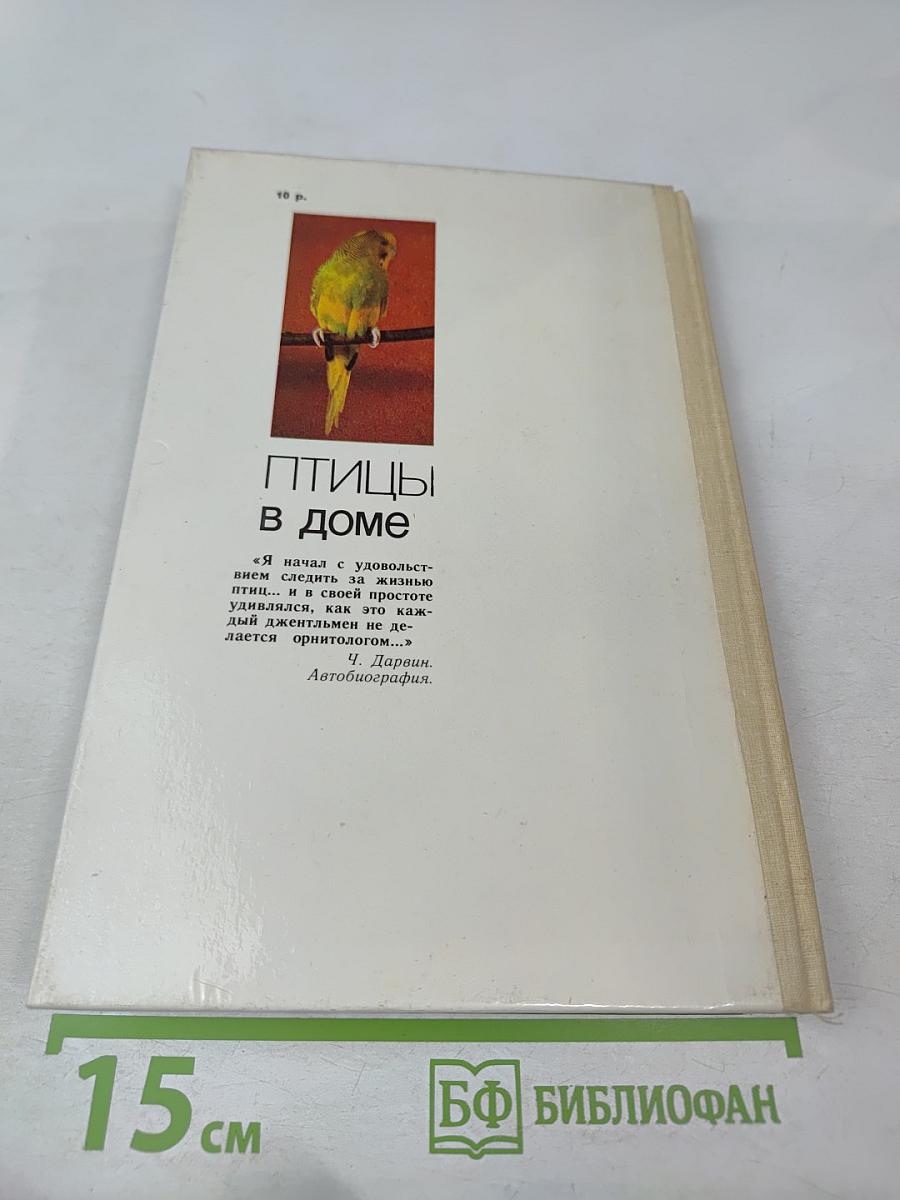 10 р.
ПТИЦЫ
в доме
«Я начал с удовольст-
вием следить за жизнью
птиц... и в своей простоте
удивлялся, как это каж-
дый джентльмен не де-
лается орнитологом...»
Ч. Дарвин.
Автобиография.
15 см
БФ БИБЛИОФАН